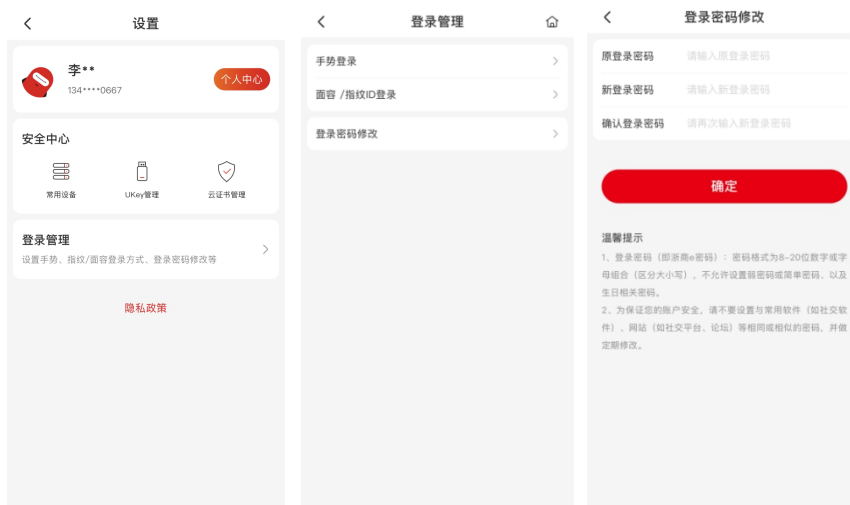 设置
李**
134****0667
个人中心
安全中心
常用设备
UKey管理
云证书管理
登录管理
设置手势、指纹/面容登录方式、登录密码修改等
隐私政策
登录管理
手势登录
面容 /指纹ID登录
登录密码修改
登录密码修改
原登录密码 请输入原登录密码
新登录密码 请输入新登录密码
确认登录密码 请再次输入新登录密码
确定
温馨提示
1、登录密码（即浙商e密码）：密码格式为8-20位数字或字
母组合（区分大小写），不允许设置弱密码或简单密码、以及
生日相关密码。
2、为保证您的账户安全，请不要设置与常用软件（如社交软
件）、网站（如社交平台、论坛）等相同或相似的密码，并做
定期修改。